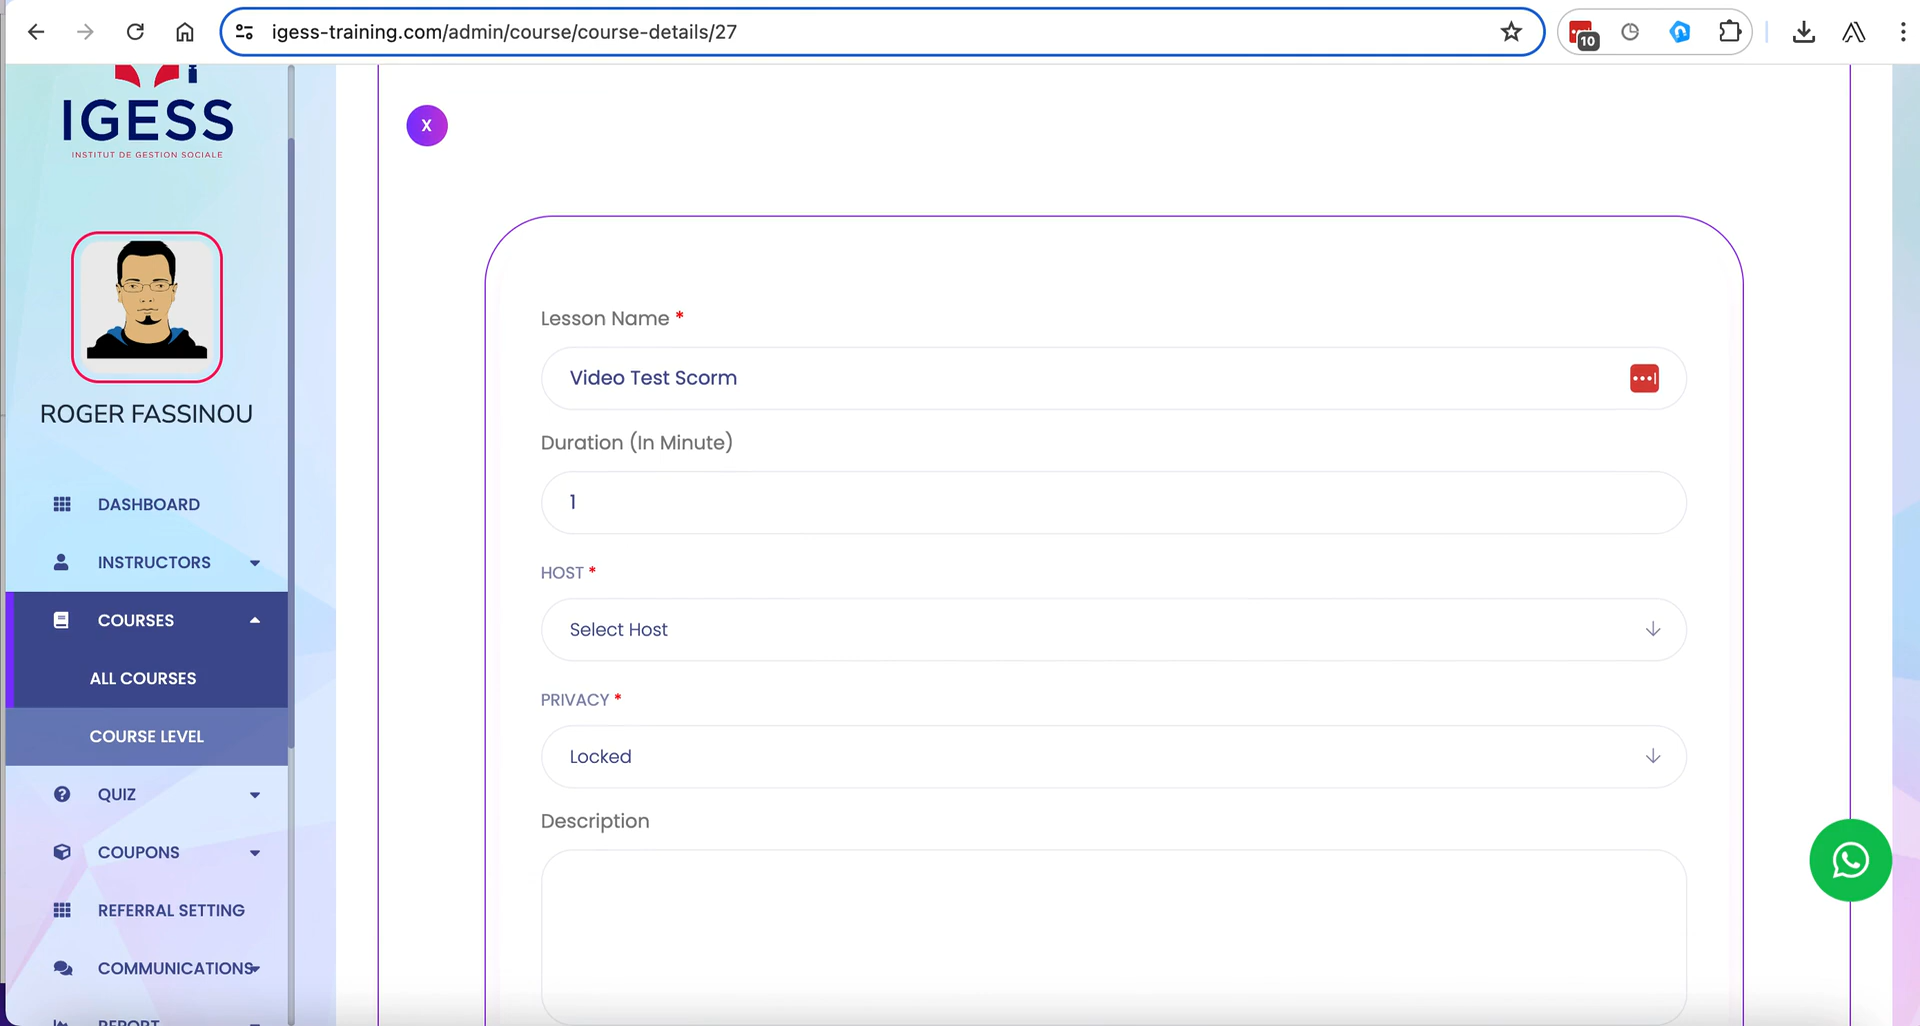 igess-training.com/admin/course/course-details/27
10
IGESS
INSTITUT DE GESTION SOCIALE
X
ROGER FASSINOU
DASHBOARD
INSTRUCTORS
COURSES
ALL COURSES
COURSE LEVEL
QUIZ
COUPONS
REFERRAL SETTING
COMMUNICATIONS
REPORT
Lesson Name *
Video Test Scorm
Duration (In Minute)
1
HOST *
Select Host
PRIVACY *
Locked
Description